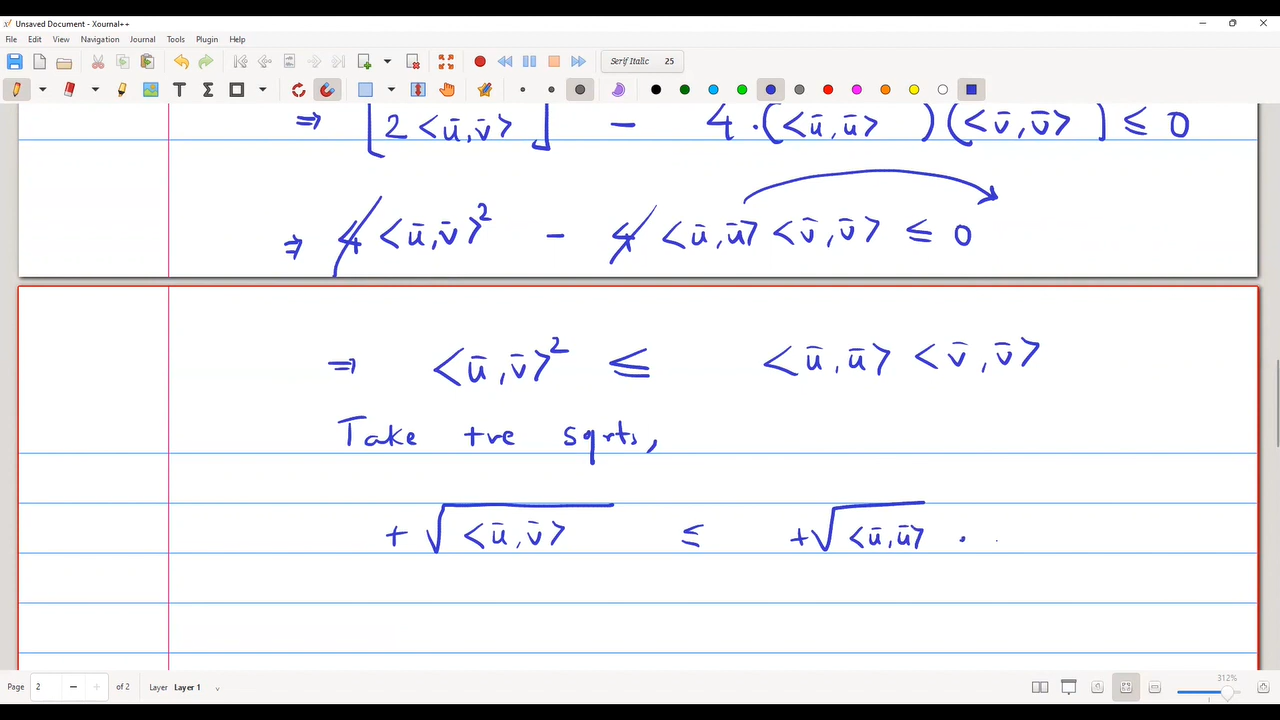 Unsaved Document - Xournal++
File Edit View Navigation Journal Tools Plugin Help
Serif Italic 25
⇒ [2 <ū,v̄>] - 4.(<ū,ū>)(<v̄,v̄>) ≤ 0
⇒ 4 <ū,v̄>² - 4 <ū,ū> <v̄,v̄> ≤ 0
⇒ <ū,v̄>² ≤ <ū,ū> <v̄,v̄>
Take +ve sqrts,
+√<ū,v̄> ≤ +√<ū,ū> .
Page 2 of 2 Layer Layer 1 312%